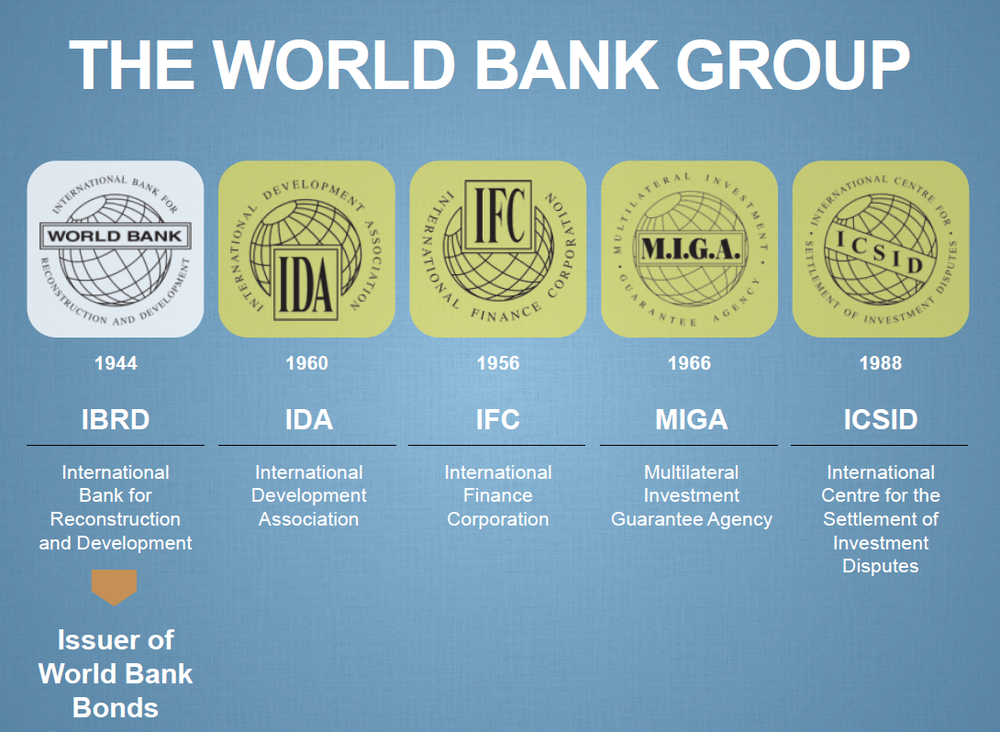 THE WORLD BANK GROUP
INTERNATIONAL BANK FOR
WORLD BANK
RECONSTRUCTION AND DEVELOPMENT
INTERNATIONAL DEVELOPMENT ASSOCIATION
IDA
IFC
INTERNATIONAL FINANCE CORPORATION
MULTILATERAL INVESTMENT
M.I.G.A.
GUARANTEE AGENCY
INTERNATIONAL CENTRE FOR
ICSID
SETTLEMENT OF INVESTMENT DISPUTES
1944
1960
1956
1966
1988
IBRD
IDA
IFC
MIGA
ICSID
International
Bank for
Reconstruction
and Development
International
Development
Association
International
Finance
Corporation
Multilateral
Investment
Guarantee Agency
International
Centre for the
Settlement of
Investment
Disputes
Issuer of
World Bank
Bonds